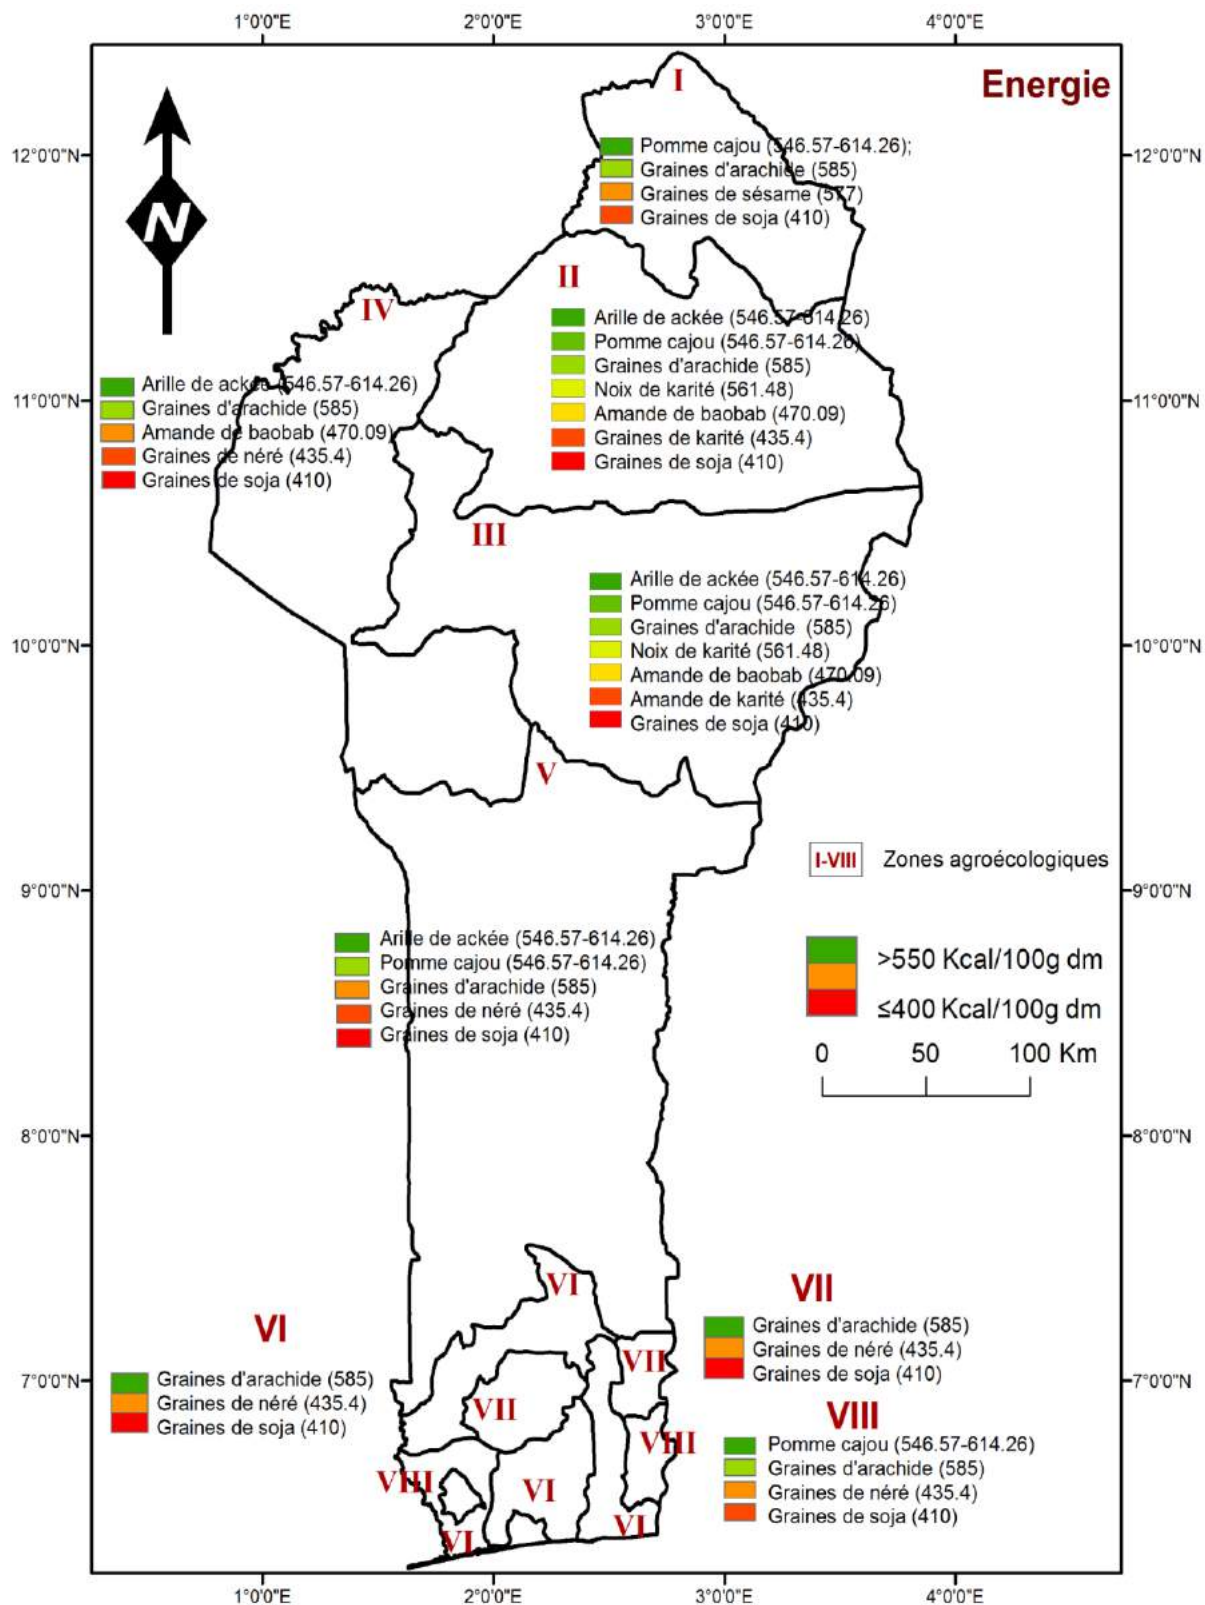 1°0'0"E 2°0'0"E 3°0'0"E 4°0'0"E
Energie
I
12°0'0"N 12°0'0"N
N
Pomme cajou (546.57-614.26);
Graines d'arachide (585)
Graines de sésame (577)
Graines de soja (410)
II
Arille de ackée (546.57-614.26)
Pomme cajou (546.57-614.26)
Graines d'arachide (585)
Noix de karité (561.48)
Amande de baobab (470.09)
Graines de karité (435.4)
Graines de soja (410)
IV
11°0'0"N 11°0'0"N
Arille de ackée (546.57-614.26)
Graines d'arachide (585)
Amande de baobab (470.09)
Graines de néré (435.4)
Graines de soja (410)
III
Arille de ackée (546.57-614.26)
Pomme cajou (546.57-614.26)
Graines d'arachide (585)
Noix de karité (561.48)
Amande de baobab (470.09)
Amande de karité (435.4)
Graines de soja (410)
10°0'0"N 10°0'0"N
V
I-VIII Zones agroécologiques
9°0'0"N 9°0'0"N
Arille de ackée (546.57-614.26)
Pomme cajou (546.57-614.26)
Graines d'arachide (585)
Graines de néré (435.4)
Graines de soja (410)
>550 Kcal/100g dm
≤400 Kcal/100g dm
0 50 100 Km
8°0'0"N 8°0'0"N
VI
VII
VI
Graines d'arachide (585)
Graines de néré (435.4)
Graines de soja (410)
VII
Graines d'arachide (585)
Graines de néré (435.4)
Graines de soja (410)
7°0'0"N 7°0'0"N
VII
VIII
VIII
Pomme cajou (546.57-614.26)
Graines d'arachide (585)
Graines de néré (435.4)
Graines de soja (410)
VIII
VI
VI
VI
1°0'0"E 2°0'0"E 3°0'0"E 4°0'0"E